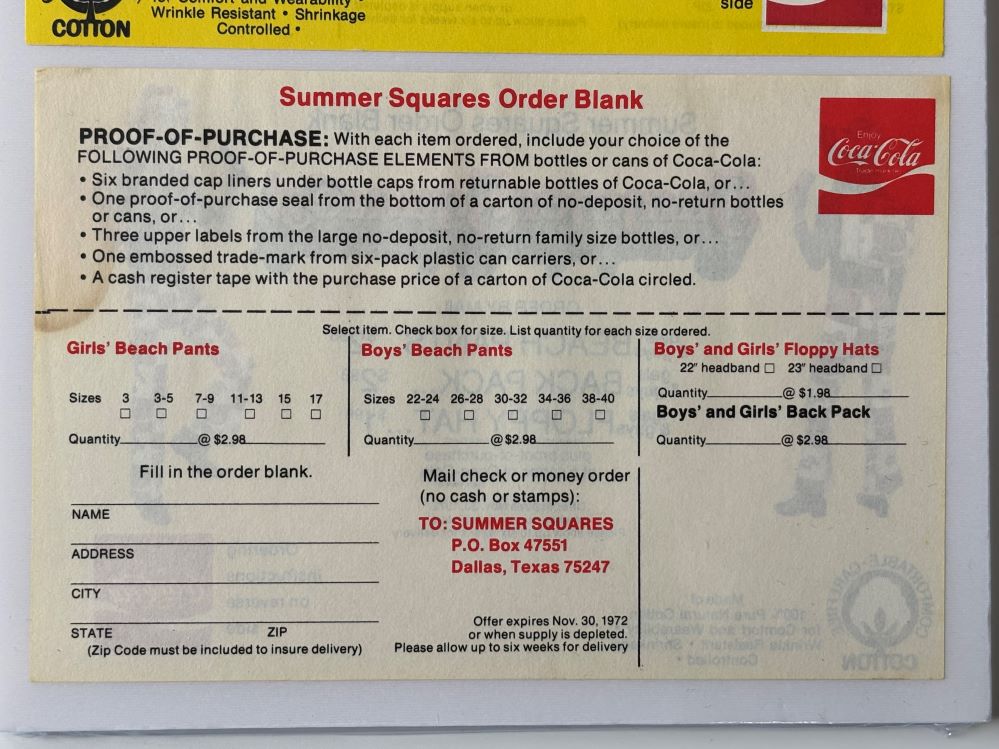 for Comfort and Wearability •
Wrinkle Resistant • Shrinkage
Controlled •
COTTON
side
Summer Squares Order Blank
PROOF-OF-PURCHASE: With each item ordered, include your choice of the
FOLLOWING PROOF-OF-PURCHASE ELEMENTS FROM bottles or cans of Coca-Cola:
• Six branded cap liners under bottle caps from returnable bottles of Coca-Cola, or...
• One proof-of-purchase seal from the bottom of a carton of no-deposit, no-return bottles
or cans, or...
• Three upper labels from the large no-deposit, no-return family size bottles, or...
• One embossed trade-mark from six-pack plastic can carriers, or...
• A cash register tape with the purchase price of a carton of Coca-Cola circled.
Enjoy
Coca-Cola
Trade-mark ®
Select item. Check box for size. List quantity for each size ordered.
Girls' Beach Pants
Sizes 3 3-5 7-9 11-13 15 17
Quantity @ $2.98
Boys' Beach Pants
Sizes 22-24 26-28 30-32 34-36 38-40
Quantity @ $2.98
Boys' and Girls' Floppy Hats
22" headband 23" headband
Quantity @ $1.98
Boys' and Girls' Back Pack
Quantity @ $2.98
Fill in the order blank.
NAME
ADDRESS
CITY
STATE ZIP
(Zip Code must be included to insure delivery)
Mail check or money order
(no cash or stamps):
TO: SUMMER SQUARES
P.O. Box 47551
Dallas, Texas 75247
Offer expires Nov. 30, 1972
or when supply is depleted.
Please allow up to six weeks for delivery